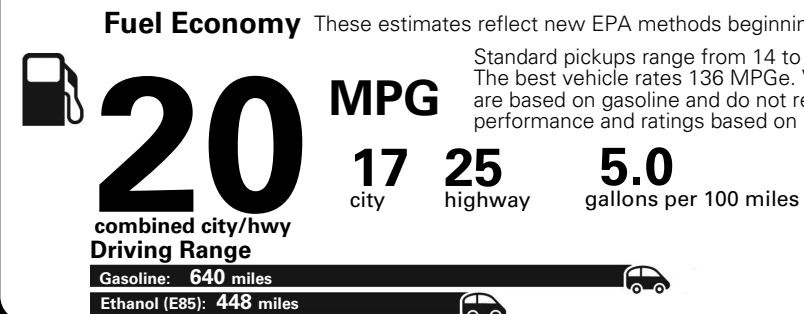 Fuel Economy These estimates reflect new EPA methods
Standard pickups range from 14 to
The best vehicle rates 136 MPGe.
are based on gasoline and do not
performance and ratings based on
20
MPG
17 25 5.0
city highway gallons per 100 miles
combined city/hwy
Driving Range
Gasoline: 640 miles
Ethanol (E85): 448 miles